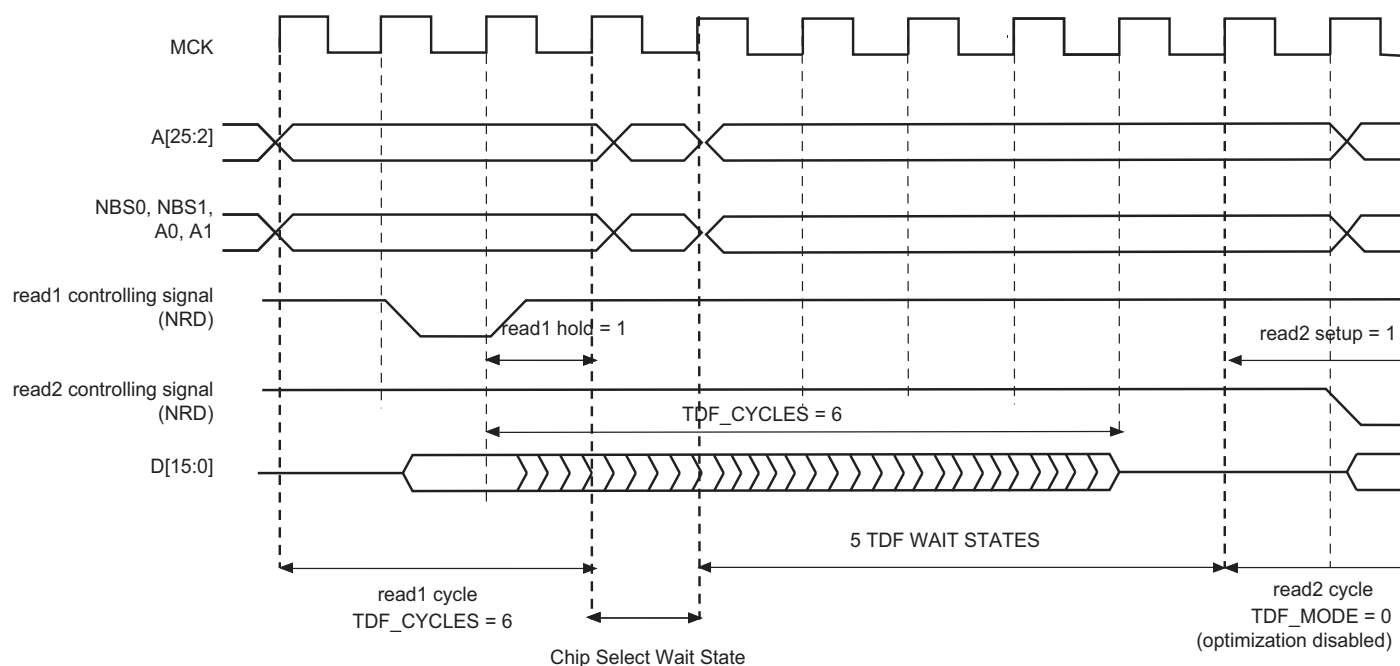 MCK
A[25:2]
NBS0, NBS1,
A0, A1
read1 controlling signal
(NRD)
read1 hold = 1
read2 setup = 1
read2 controlling signal
(NRD)
TDF_CYCLES = 6
D[15:0]
5 TDF WAIT STATES
read1 cycle
TDF_CYCLES = 6
read2 cycle
TDF_MODE = 0
(optimization disabled)
Chip Select Wait State